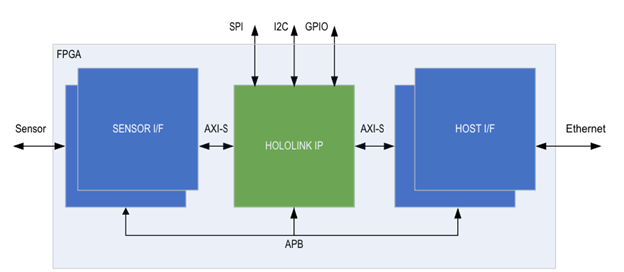 SPI I2C GPIO
FPGA
Sensor SENSOR I/F AXI-S HOLOLINK IP AXI-S HOST I/F Ethernet
APB